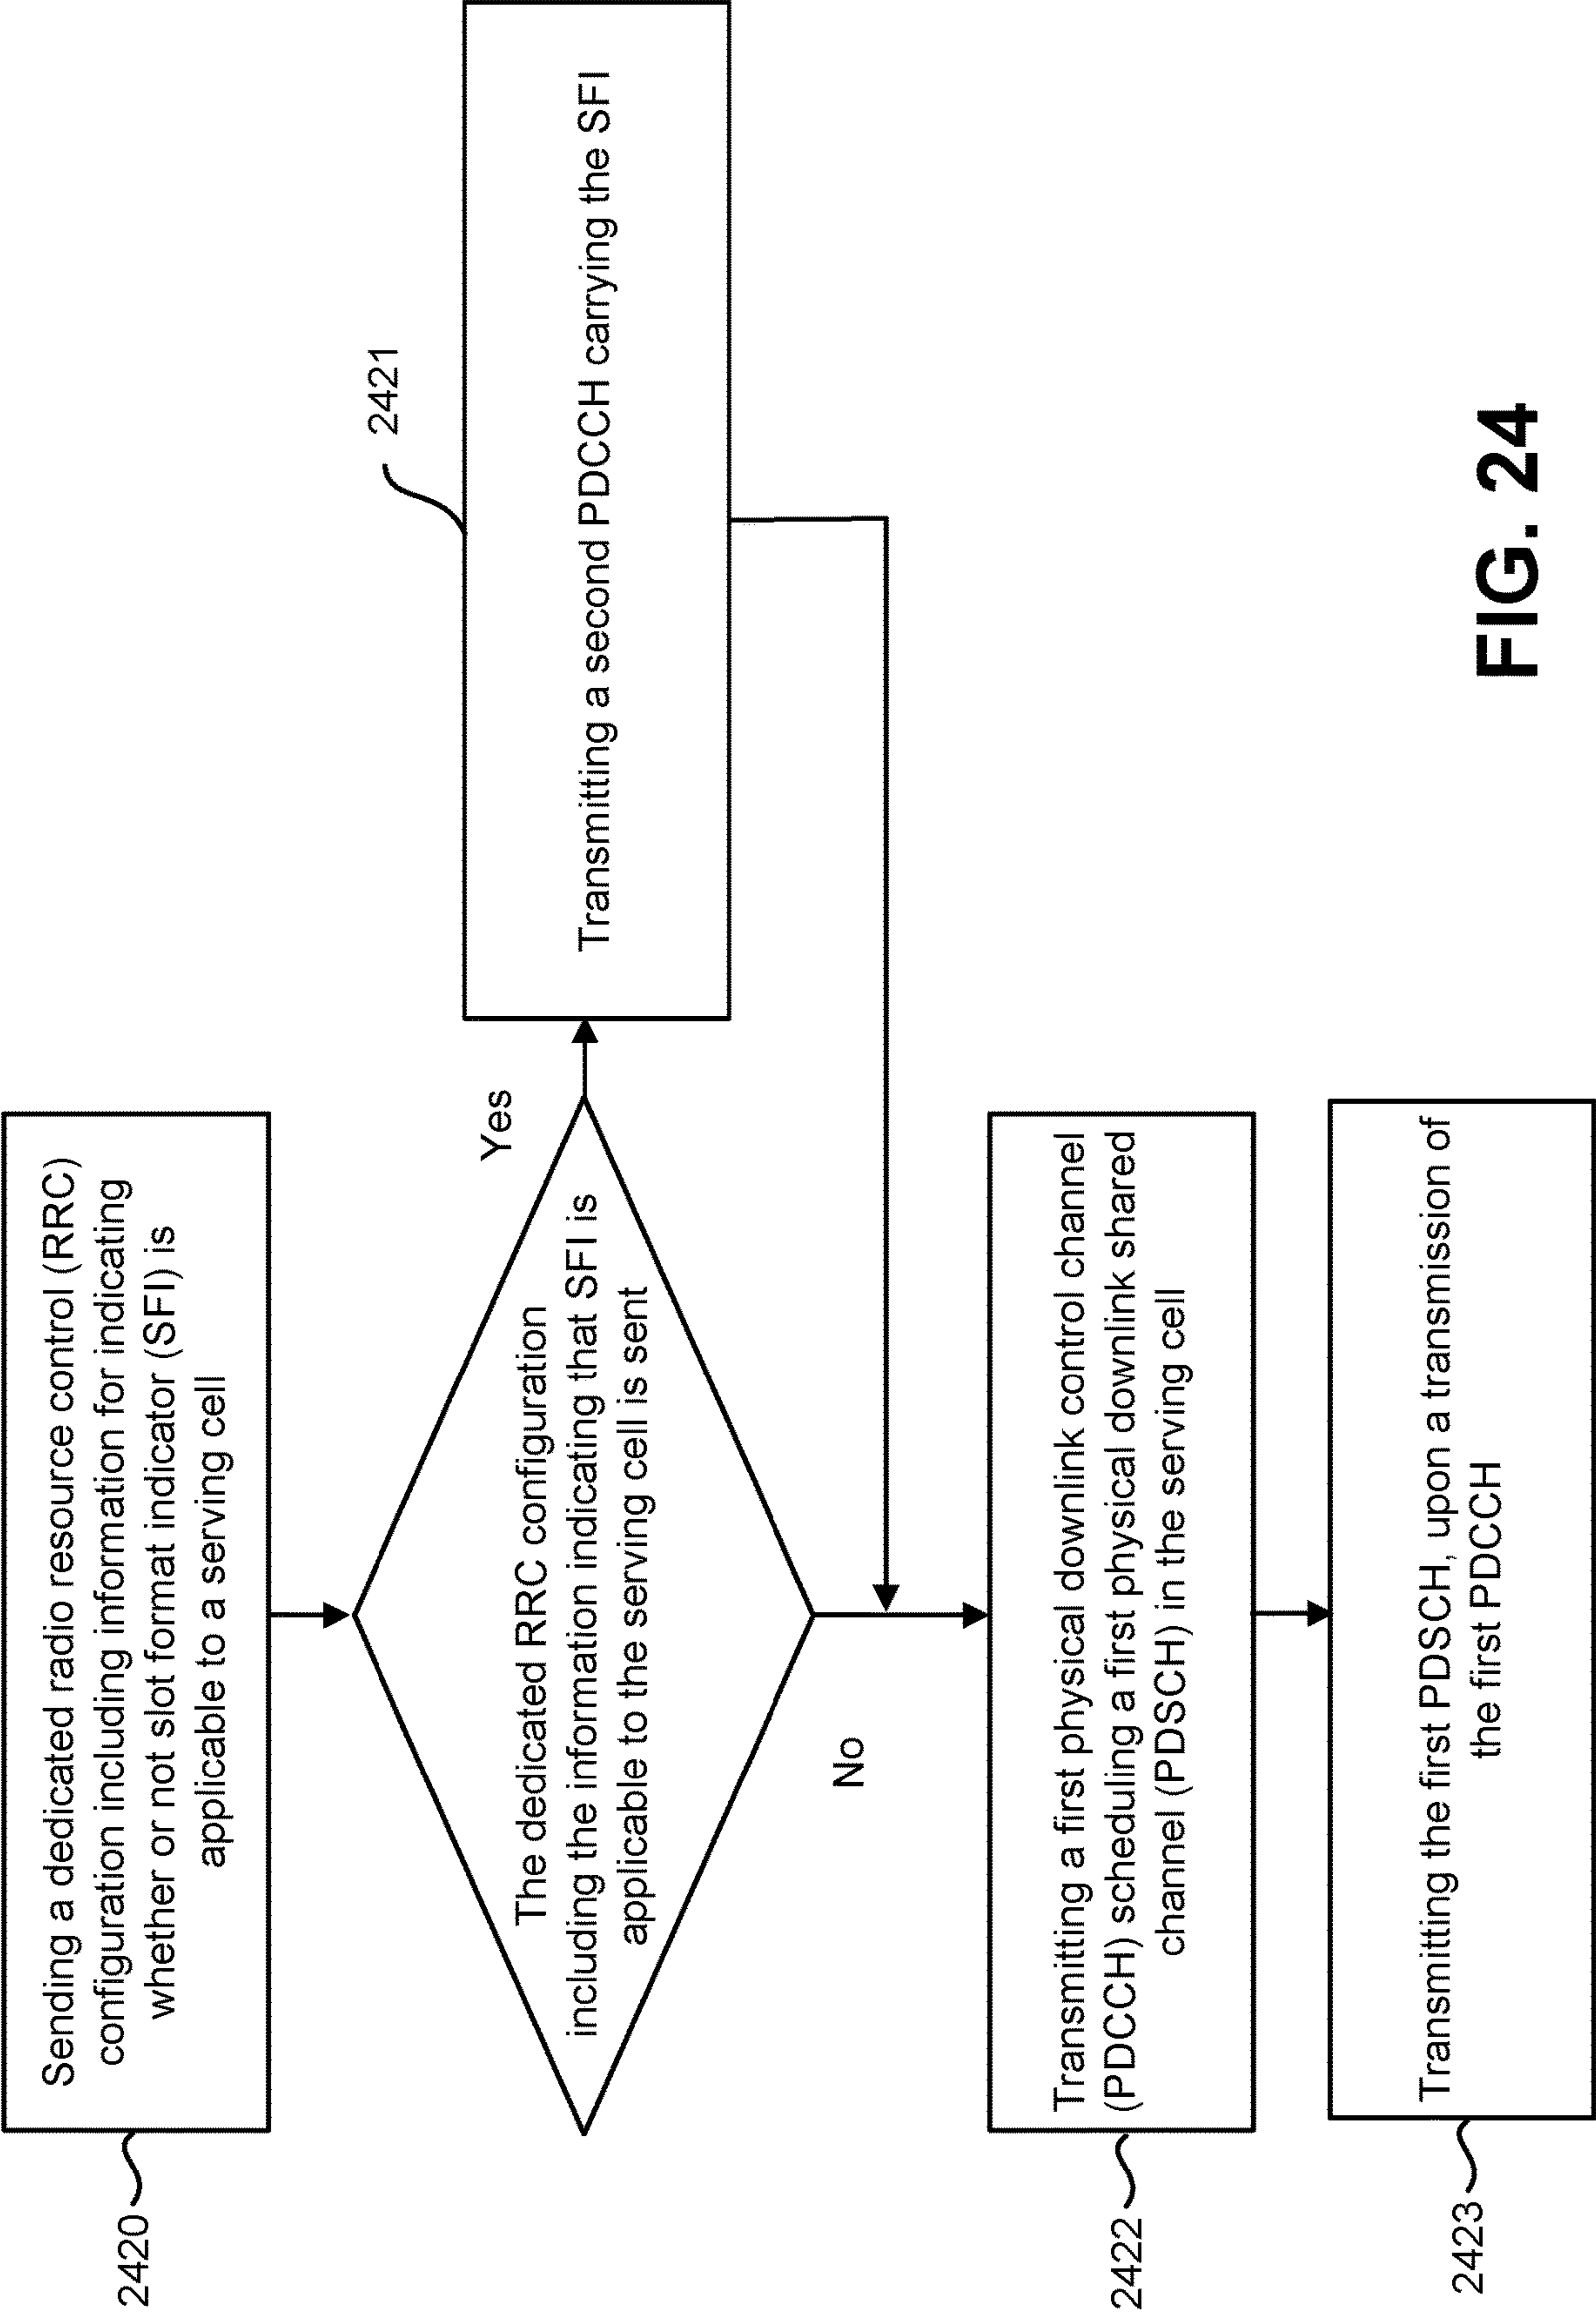 2420
Sending a dedicated radio resource control (RRC)
configuration including information for indicating
whether or not slot format indicator (SFI) is
applicable to a serving cell
The dedicated RRC configuration
including the information indicating that SFI is
applicable to the serving cell is sent
Yes
2421
Transmitting a second PDCCH carrying the SFI
No
2422
Transmitting a first physical downlink control channel
(PDCCH) scheduling a first physical downlink shared
channel (PDSCH) in the serving cell
2423
Transmitting the first PDSCH, upon a transmission of
the first PDCCH
FIG. 24